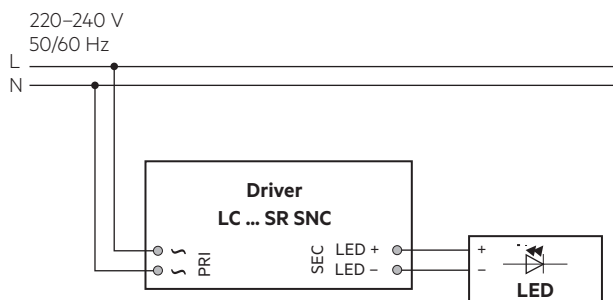 220–240 V
50/60 Hz
L
N
Driver
LC ... SR SNC
~ PRI SEC LED + +
~ LED – –
LED